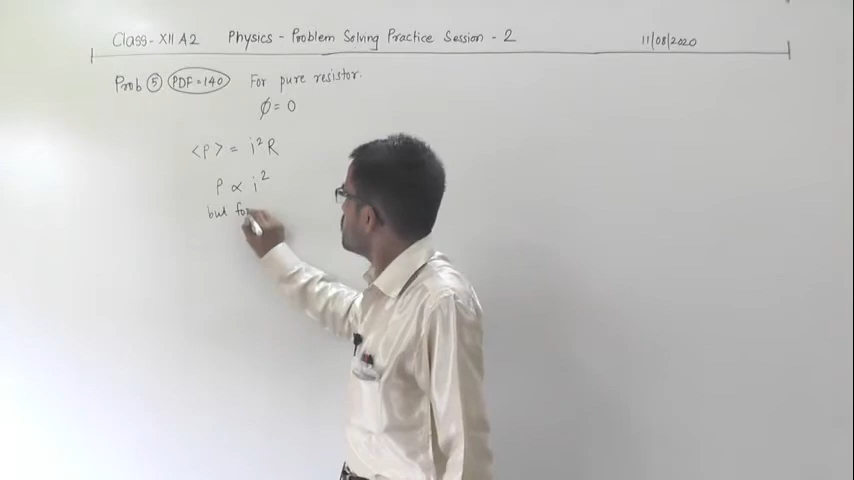 Class - XII A2 Physics - Problem Solving Practice Session - 2 11/08/2020
Prob ⑤ PDF = 140 For pure resistor.
ϕ = 0
<P> = i²R
P ∝ i²
but for